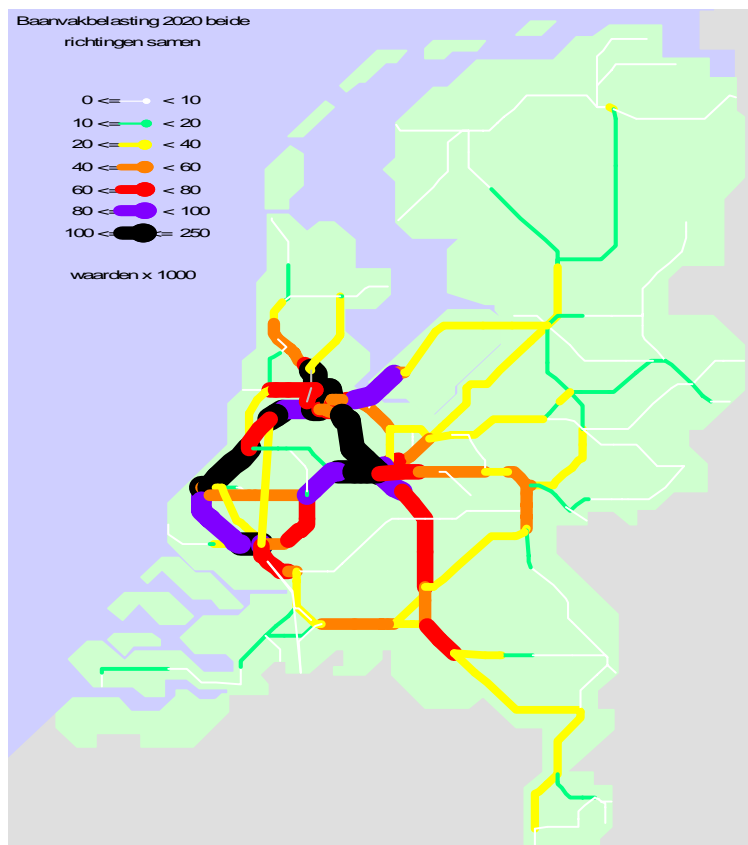 Baanvakbelasting 2020 beide
richtingen samen
0 <= < 10
10 <= < 20
20 <= < 40
40 <= < 60
60 <= < 80
80 <= < 100
100 <= <= 250
waarden x 1000